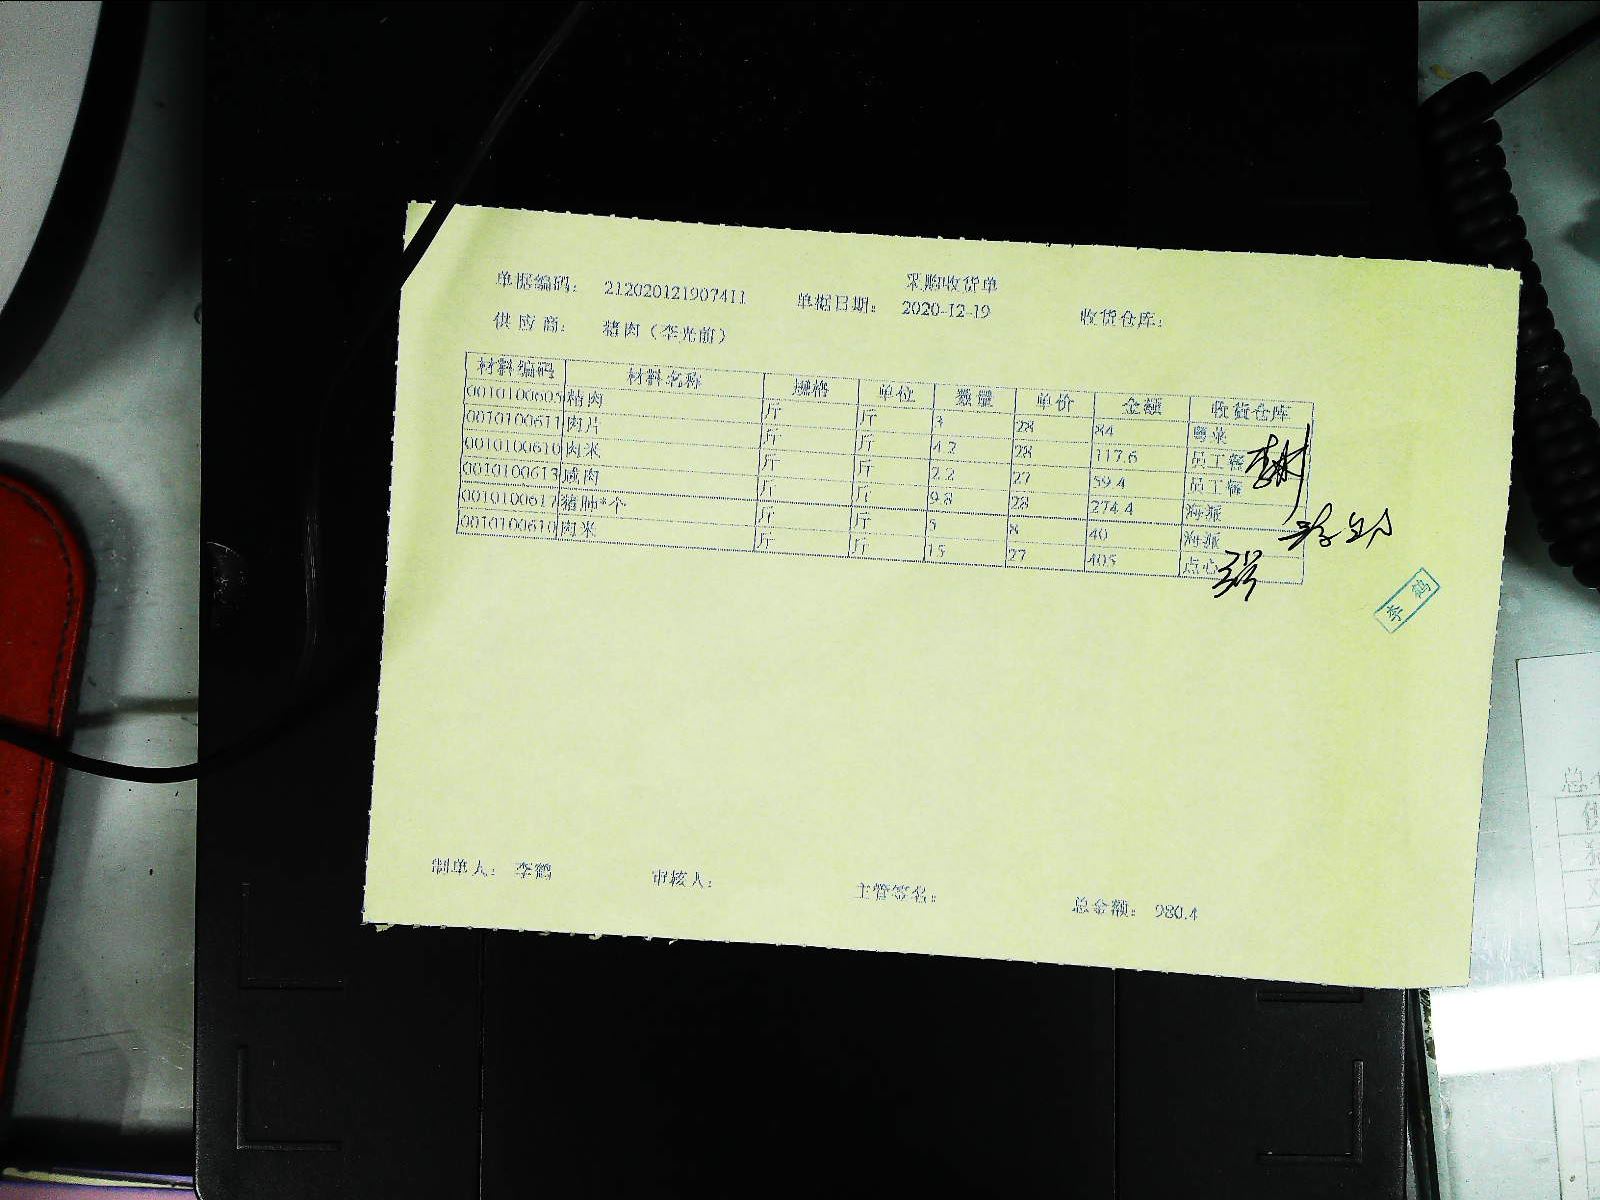 采购收货单
单据编码： 212020121907411 单据日期： 2020-12-19 收货仓库：
供应商： 猪肉（李光前）
材料编码 材料名称 规格 单位 数量 单价 金额 收货仓库
0010100605 精肉 斤 斤 3 28 84 粤菜
0010100611 肉片 斤 斤 4.2 28 117.6 员工餐
0010100610 肉米 斤 斤 2.2 27 59.4 员工餐
0010100613 咸肉 斤 斤 9.8 28 274.4 海派
0010100617 猪肺*个 斤 斤 5 8 40 海派
0010100610 肉米 斤 斤 15 27 405 点心
李鹤
制单人： 李鹤 审核人： 主管签名： 总金额： 980.4